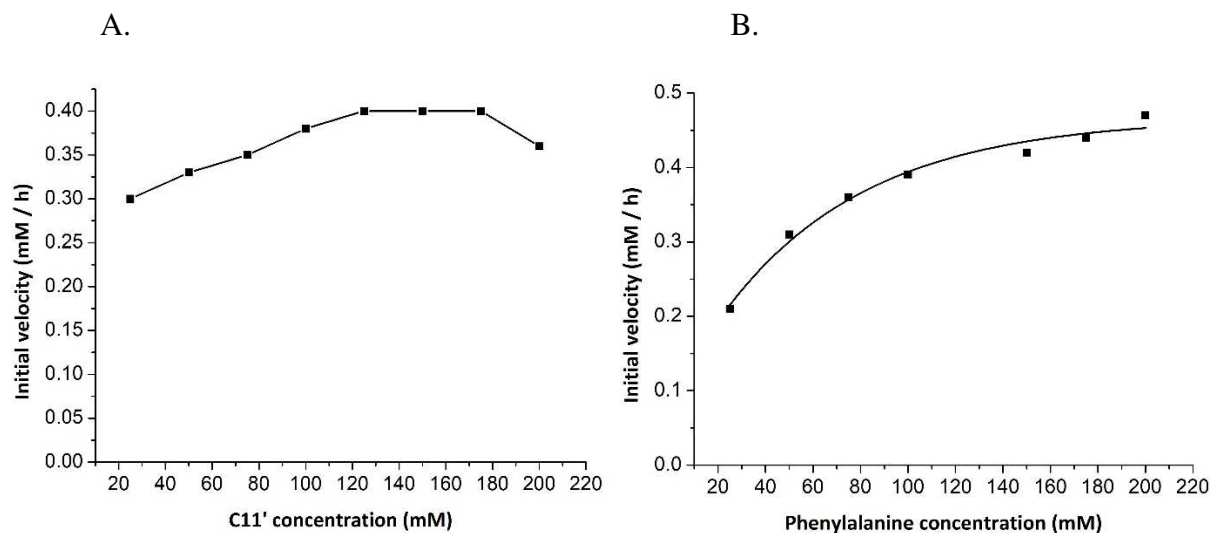 A.
B.
0.40
0.35
0.30
0.25
0.20
0.15
0.10
0.05
0.00
Initial velocity (mM / h)
20 40 60 80 100 120 140 160 180 200 220
C11' concentration (mM)
0.5
0.4
0.3
0.2
0.1
0.0
Initial velocity (mM / h)
20 40 60 80 100 120 140 160 180 200 220
Phenylalanine concentration (mM)